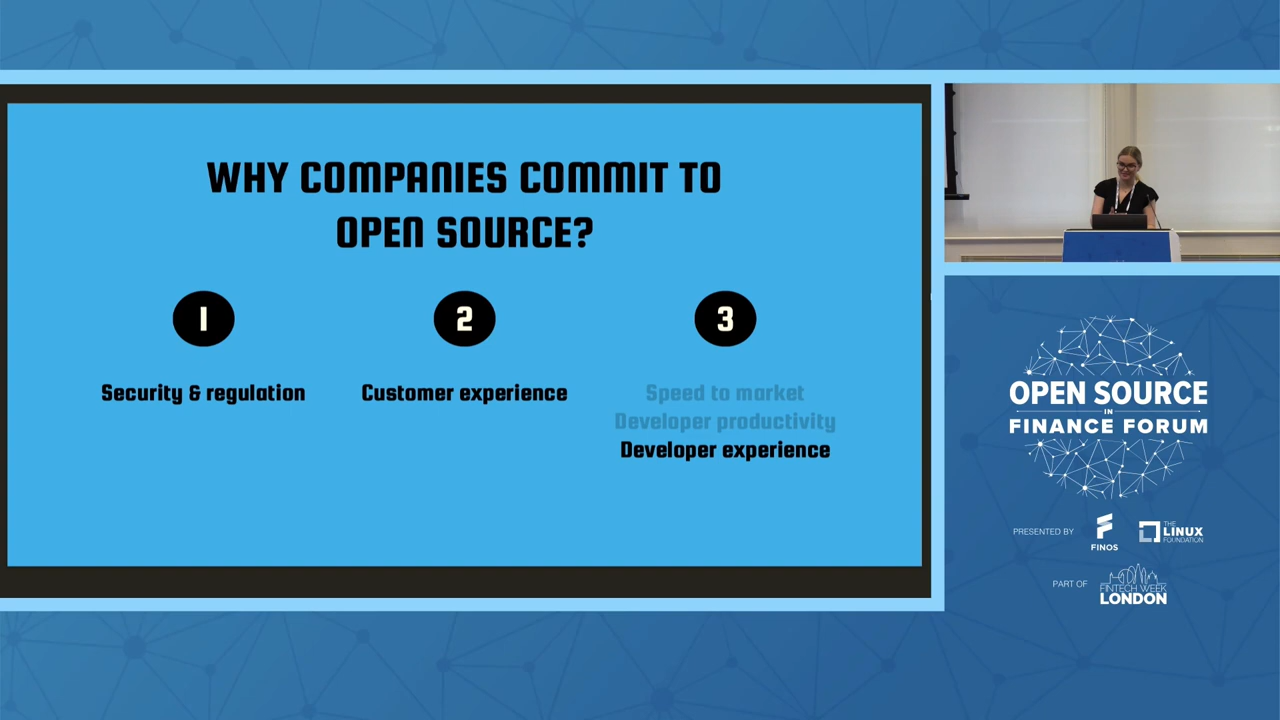 WHY COMPANIES COMMIT TO
OPEN SOURCE?
1
2
3
Security & regulation
Customer experience
Speed to market
Developer productivity
Developer experience
OPEN SOURCE
IN
FINANCE FORUM
PRESENTED BY
FINOS
THE
LINUX
FOUNDATION
PART OF
FINTECH WEEK
LONDON